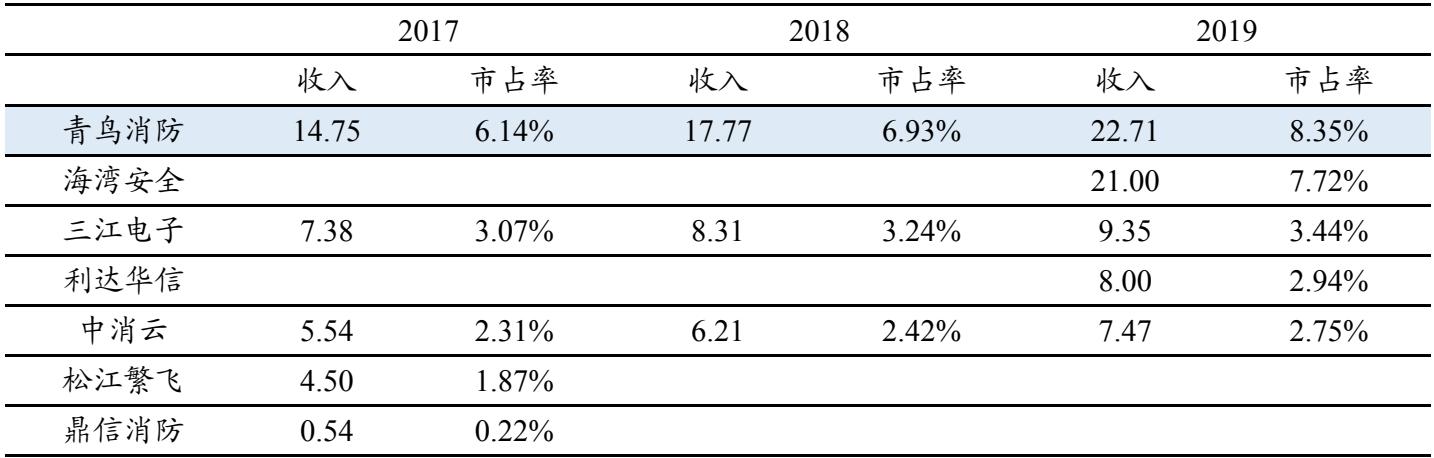 2017 2018 2019
收入 市占率 收入 市占率 收入 市占率
青鸟消防 14.75 6.14% 17.77 6.93% 22.71 8.35%
海湾安全 21.00 7.72%
三江电子 7.38 3.07% 8.31 3.24% 9.35 3.44%
利达华信 8.00 2.94%
中消云 5.54 2.31% 6.21 2.42% 7.47 2.75%
松江繁飞 4.50 1.87%
鼎信消防 0.54 0.22%